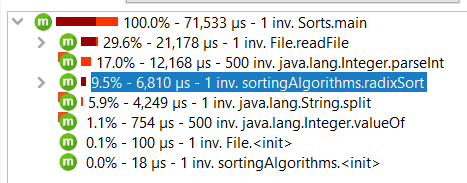 m 100.0% - 71,533 µs - 1 inv. Sorts.main
m 29.6% - 21,178 µs - 1 inv. File.readFile
m 17.0% - 12,168 µs - 500 inv. java.lang.Integer.parseInt
m 9.5% - 6,810 µs - 1 inv. sortingAlgorithms.radixSort
m 5.9% - 4,249 µs - 1 inv. java.lang.String.split
m 1.1% - 754 µs - 500 inv. java.lang.Integer.valueOf
m 0.1% - 100 µs - 1 inv. File.<init>
m 0.0% - 18 µs - 1 inv. sortingAlgorithms.<init>